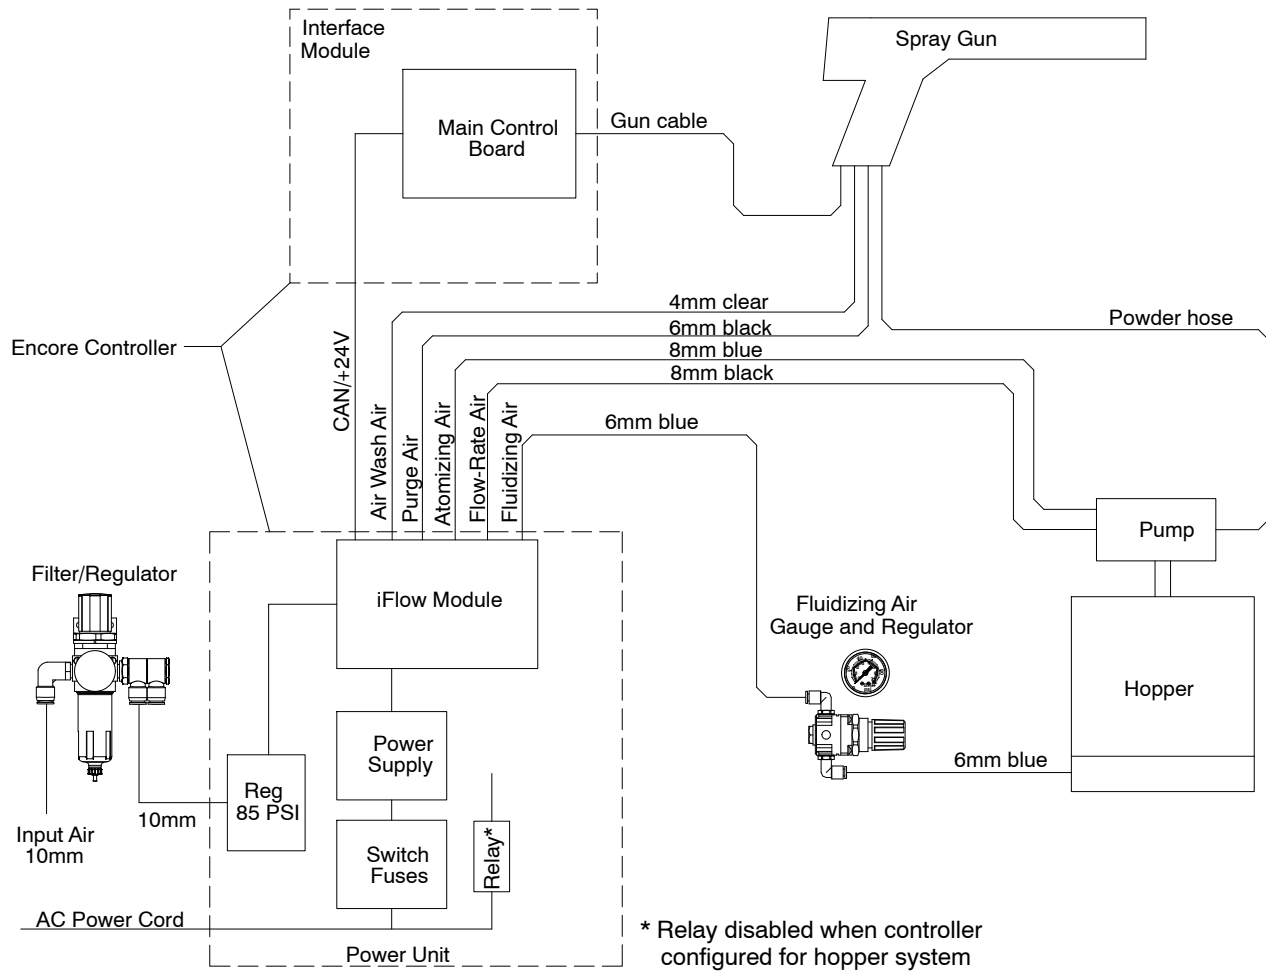 Interface
Module
Spray Gun
Main Control
Board
Gun cable
4mm clear
6mm black
8mm blue
8mm black
Powder hose
Encore Controller
CAN/+24V
Air Wash Air
Purge Air
Atomizing Air
Flow-Rate Air
Fluidizing Air
6mm blue
Pump
Filter/Regulator
iFlow Module
Fluidizing Air
Gauge and Regulator
Hopper
Power
Supply
6mm blue
Reg
85 PSI
10mm
Input Air
10mm
Switch
Fuses
Relay*
AC Power Cord
Power Unit
* Relay disabled when controller
configured for hopper system